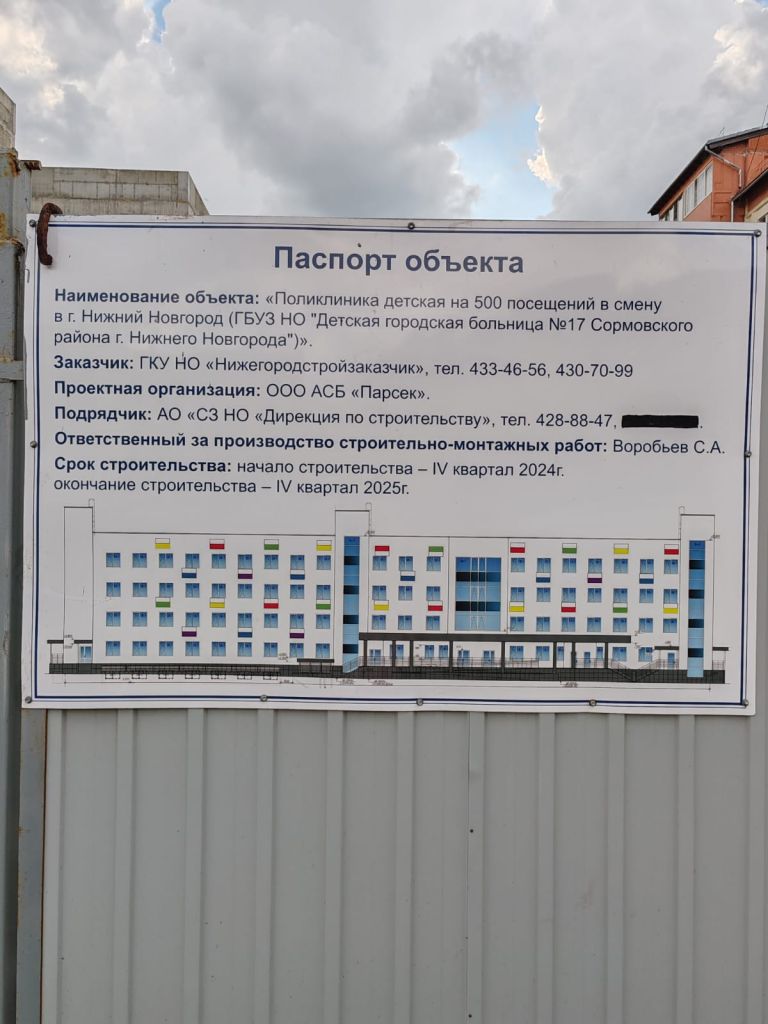 Паспорт объекта
Наименование объекта: «Поликлиника детская на 500 посещений в смену
в г. Нижний Новгород (ГБУЗ НО "Детская городская больница №17 Сормовского
района г. Нижнего Новгорода")».
Заказчик: ГКУ НО «Нижегородстройзаказчик», тел. 433-46-56, 430-70-99
Проектная организация: ООО АСБ «Парсек».
Подрядчик: АО «СЗ НО «Дирекция по строительству», тел. 428-88-47, .
Ответственный за производство строительно-монтажных работ: Воробьев С.А.
Срок строительства: начало строительства – IV квартал 2024г.
окончание строительства – IV квартал 2025г.